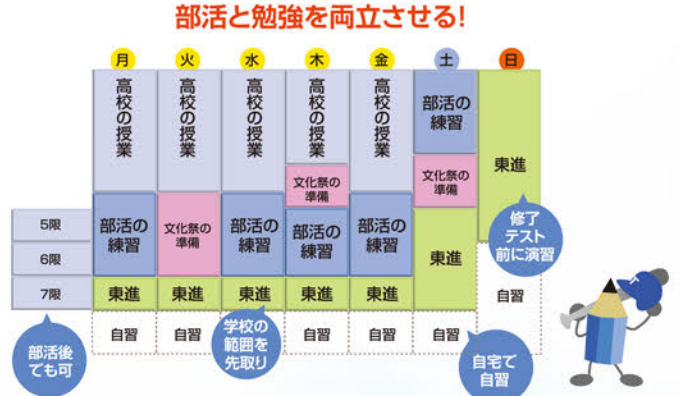 部活と勉強を両立させる!
月
火
水
木
金
土
日
高校の授業
高校の授業
高校の授業
高校の授業
高校の授業
部活の
練習
東進
文化祭の
準備
文化祭の
準備
5限
6限
7限
部活の
練習
文化祭の
準備
部活の
練習
部活の
練習
部活の
練習
東進
修了
テスト
前に演習
東進
東進
東進
東進
東進
自習
自習
学校の
範囲を
先取り
自習
自習
自習
自習
部活後
でも可
自宅で
自習
T